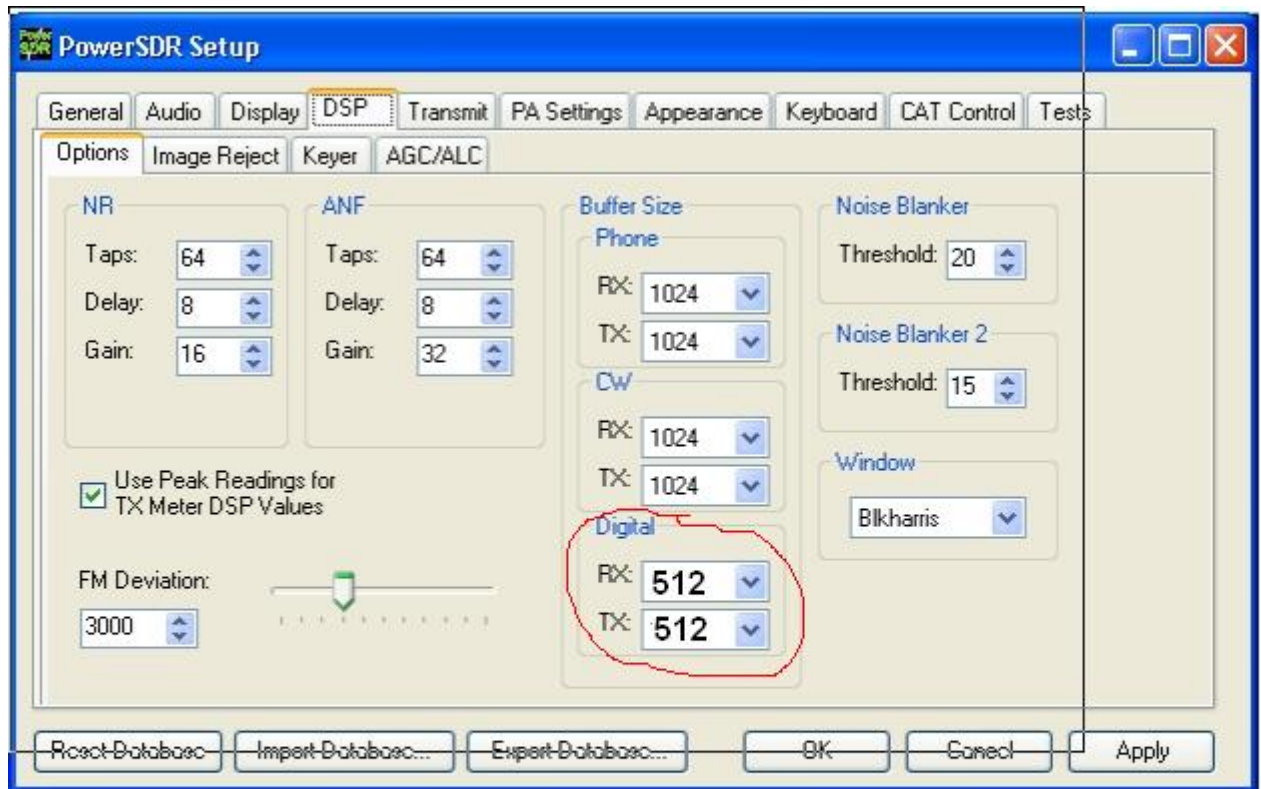 Power SDR PowerSDR Setup
General Audio Display DSP Transmit PA Settings Appearance Keyboard CAT Control Tests
Options Image Reject Keyer AGC/ALC
NR
Taps: 64
Delay: 8
Gain: 16
ANF
Taps: 64
Delay: 8
Gain: 32
Buffer Size
Phone
RX: 1024
TX: 1024
CW
RX: 1024
TX: 1024
Digital
RX: 512
TX: 512
Noise Blanker
Threshold: 20
Noise Blanker 2
Threshold: 15
Window
Blkharris
Use Peak Readings for
TX Meter DSP Values
FM Deviation:
3000
Reset Database Import Database... Export Database... OK Cancel Apply